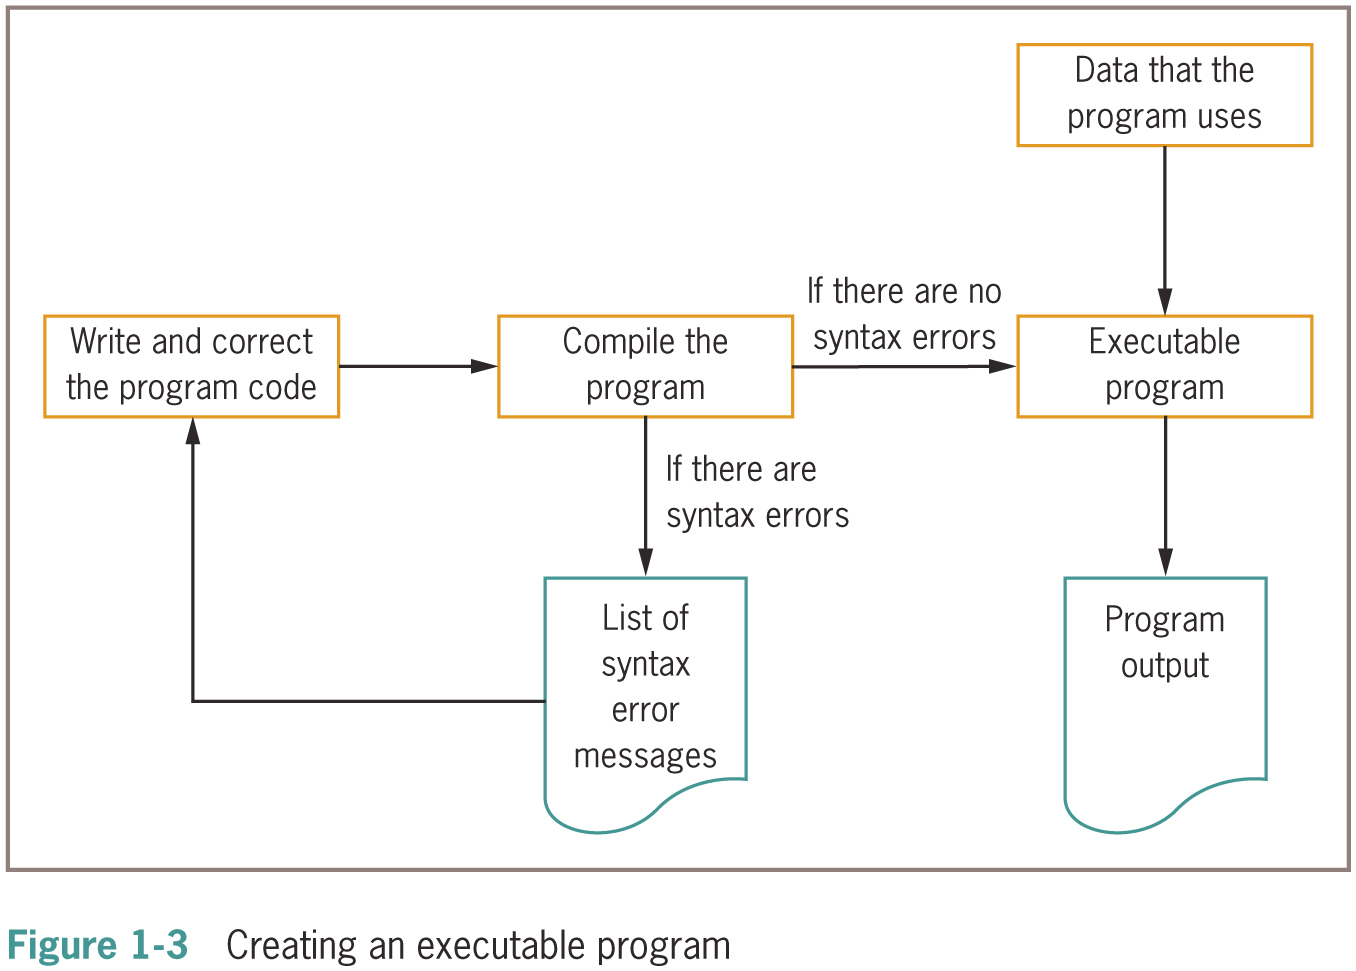 Data that the
program uses
If there are no
syntax errors
Write and correct
the program code
Compile the
program
Executable
program
If there are
syntax errors
List of
syntax
error
messages
Program
output
Figure 1-3 Creating an executable program